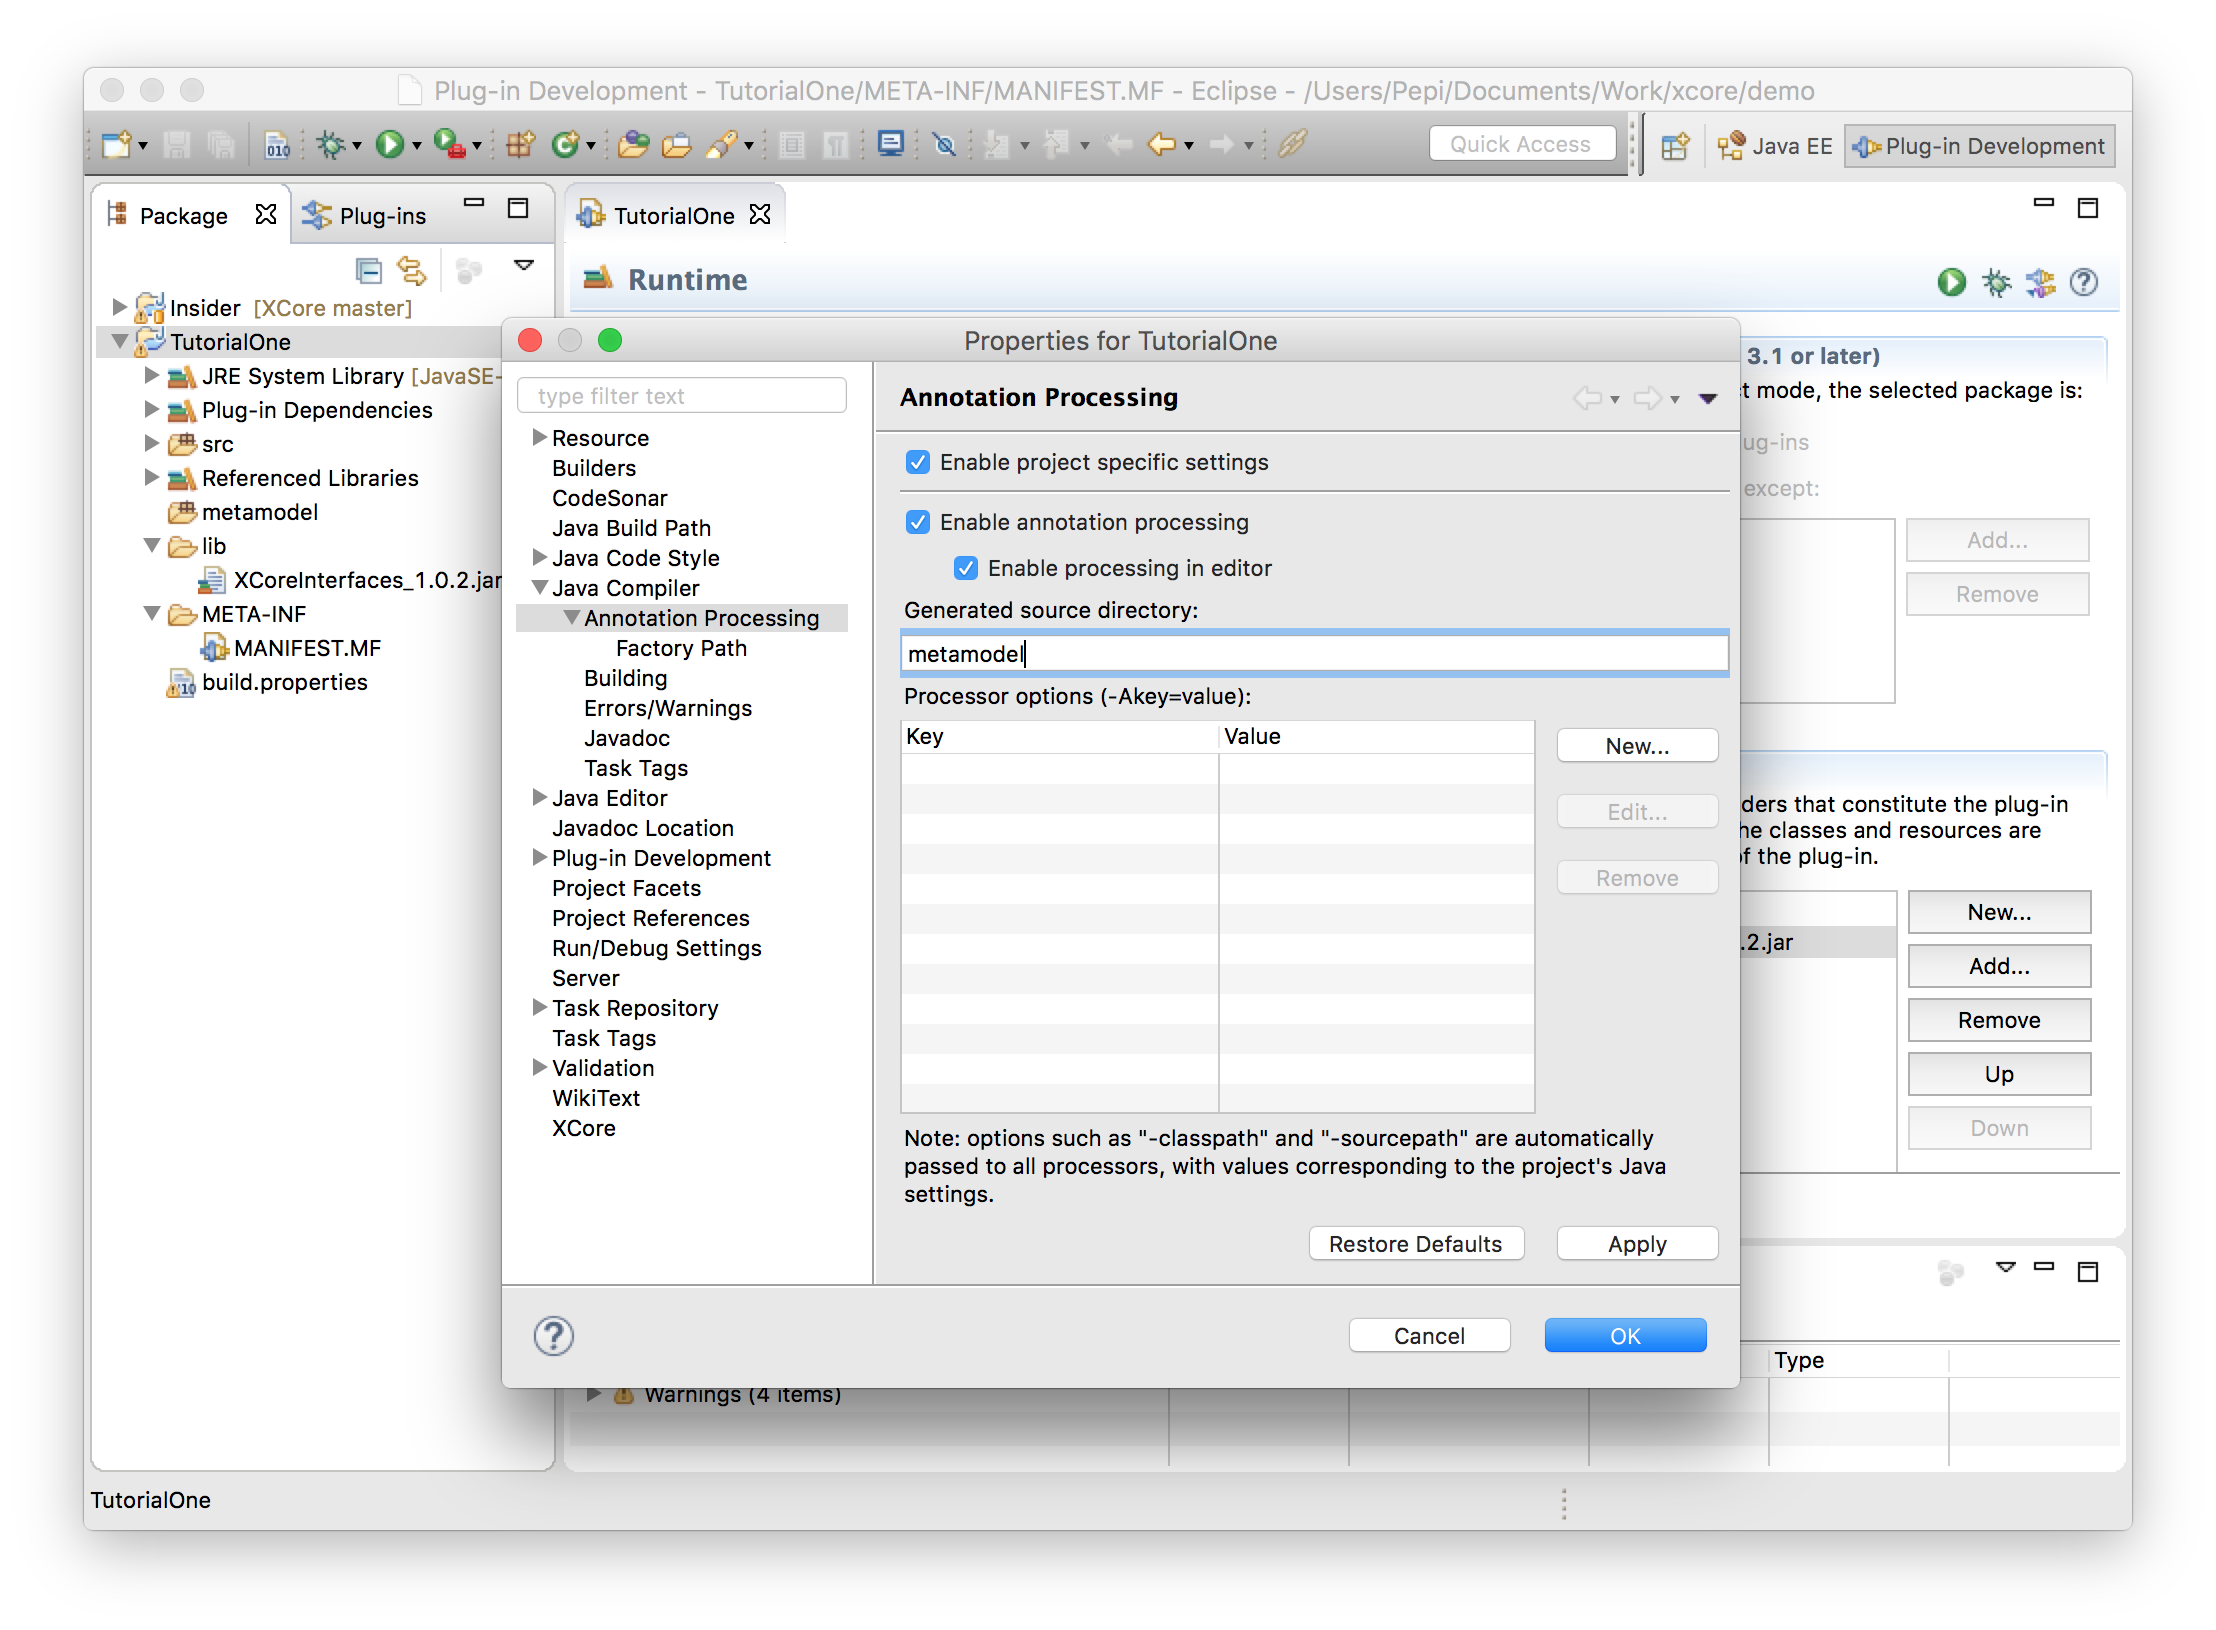 Plug-in Development - TutorialOne/META-INF/MANIFEST.MF - Eclipse - /Users/Pepi/Documents/Work/xcore/demo
Quick Access
Java EE
Plug-in Development
Package
Plug-ins
TutorialOne
Runtime
Insider [XCore master]
TutorialOne
JRE System Library [JavaSE-
Plug-in Dependencies
src
Referenced Libraries
metamodel
lib
XCoreInterfaces_1.0.2.jar
META-INF
MANIFEST.MF
build.properties
Properties for TutorialOne
type filter text
Resource
Builders
CodeSonar
Java Build Path
Java Code Style
Java Compiler
Annotation Processing
Factory Path
Building
Errors/Warnings
Javadoc
Task Tags
Java Editor
Javadoc Location
Plug-in Development
Project Facets
Project References
Run/Debug Settings
Server
Task Repository
Task Tags
Validation
WikiText
XCore
Annotation Processing
Enable project specific settings
Enable annotation processing
Enable processing in editor
Generated source directory:
metamodel
Processor options (-Akey=value):
Key
Value
New...
Edit...
Remove
Note: options such as "-classpath" and "-sourcepath" are automatically
passed to all processors, with values corresponding to the project's Java
settings.
Restore Defaults
Apply
Cancel
OK
3.1 or later)
t mode, the selected package is:
ug-ins
except:
Add...
Remove
ders that constitute the plug-in
he classes and resources are
f the plug-in.
New...
.2.jar
Add...
Remove
Up
Down
Type
Warnings (4 items)
TutorialOne